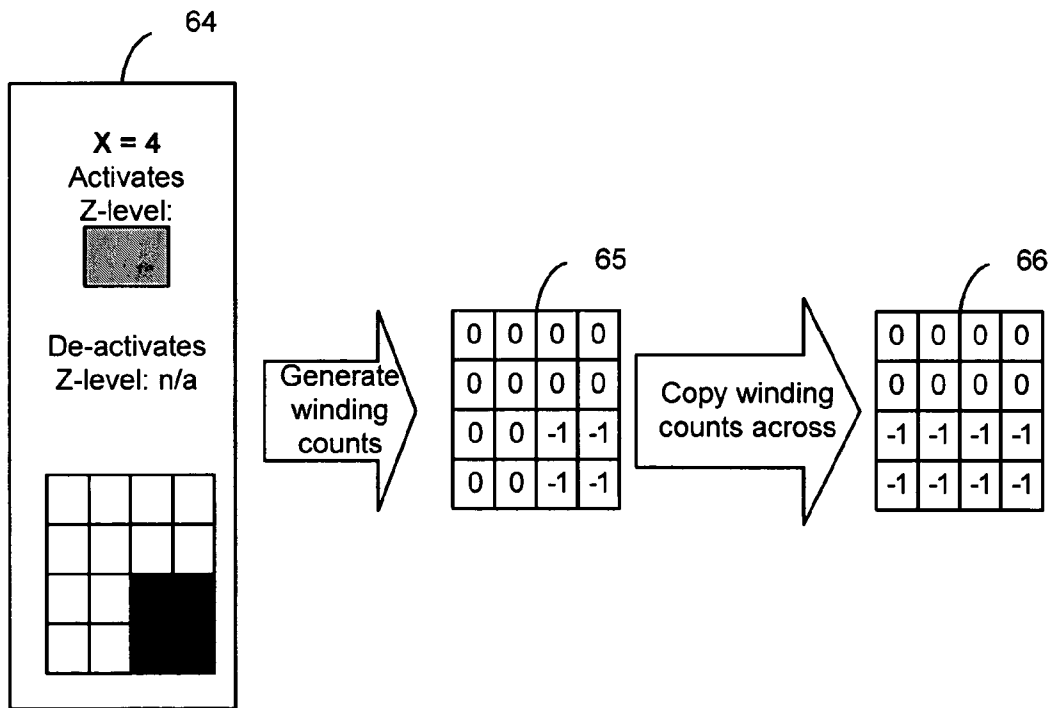 64
X = 4
Activates
Z-level:
De-activates
Z-level: n/a
Generate
winding
counts
65
0 0 0 0
0 0 0 0
0 0 -1 -1
0 0 -1 -1
Copy winding
counts across
66
0 0 0 0
0 0 0 0
-1 -1 -1 -1
-1 -1 -1 -1